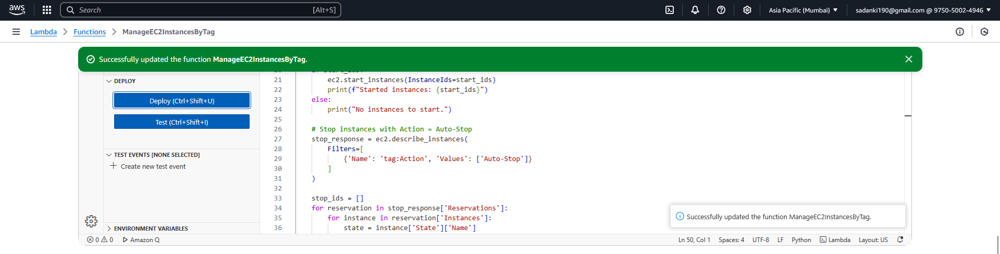 aws
Search [Alt+S]
Asia Pacific (Mumbai) ▼ sadanki190@gmail.com @ 9750-5002-4946 ▼
Lambda > Functions > ManageEC2InstancesByTag
Successfully updated the function ManageEC2InstancesByTag.
DEPLOY
Deploy (Ctrl+Shift+U)
Test (Ctrl+Shift+I)
TEST EVENTS [NONE SELECTED]
+ Create new test event
ENVIRONMENT VARIABLES
21 ec2.start_instances(InstanceIds=start_ids)
22 print(f"Started instances: {start_ids}")
23 else:
24 print("No instances to start.")
25
26 # Stop instances with Action = Auto-Stop
27 stop_response = ec2.describe_instances(
28 Filters=[
29 {'Name': 'tag:Action', 'Values': ['Auto-Stop']}
30 ]
31 )
32
33 stop_ids = []
34 for reservation in stop_response['Reservations']:
35 for instance in reservation['Instances']:
36 state = instance['State']['Name']
Successfully updated the function ManageEC2InstancesByTag.
0 0 Amazon Q Ln 50, Col 1 Spaces: 4 UTF-8 LF Python Lambda Layout: US